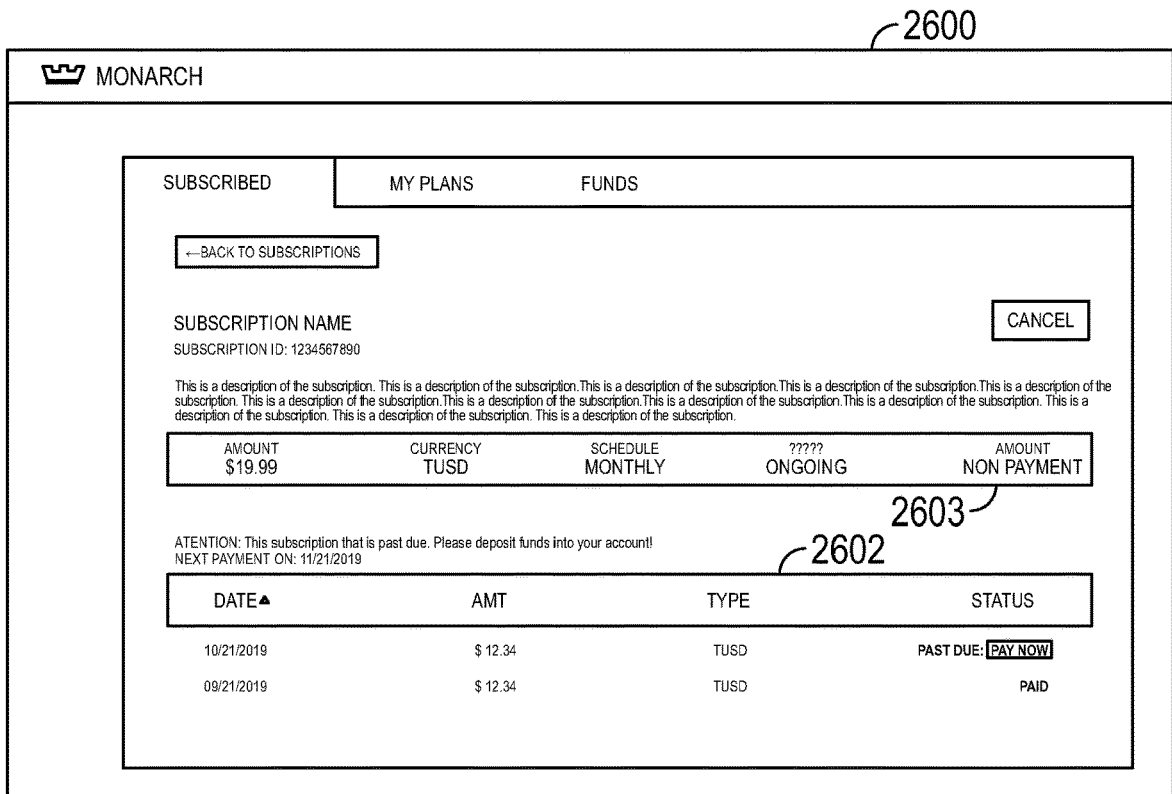 2600
MONARCH
SUBSCRIBED MY PLANS FUNDS
←BACK TO SUBSCRIPTIONS
SUBSCRIPTION NAME CANCEL
SUBSCRIPTION ID: 1234567890
This is a description of the subscription. This is a description of the subscription.This is a description of the subscription.This is a description of the subscription.This is a description of the
subscription. This is a description of the subscription.This is a description of the subscription.This is a description of the subscription.This is a description of the subscription. This is a
description of the subscription. This is a description of the subscription. This is a description of the subscription.
AMOUNT CURRENCY SCHEDULE ????? AMOUNT
$19.99 TUSD MONTHLY ONGOING NON PAYMENT
2603
ATENTION: This subscription that is past due. Please deposit funds into your account!
NEXT PAYMENT ON: 11/21/2019
2602
DATE▲ AMT TYPE STATUS
10/21/2019 $ 12.34 TUSD PAST DUE: PAY NOW
09/21/2019 $ 12.34 TUSD PAID